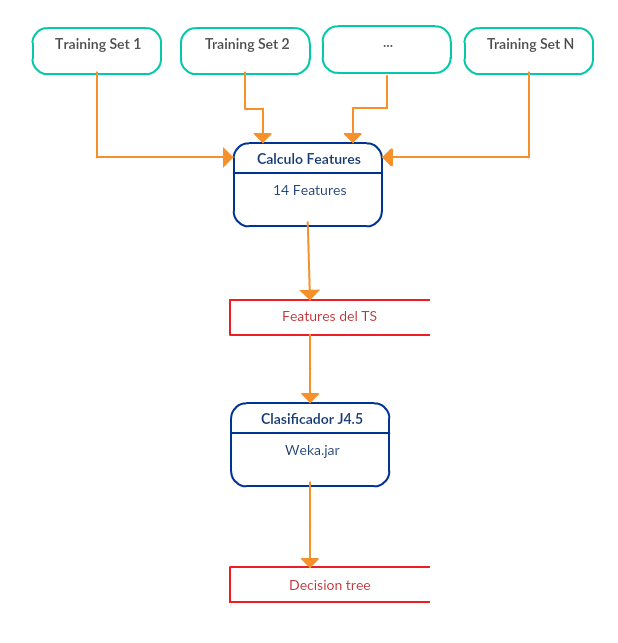 Training Set 1
Training Set 2
...
Training Set N
Calculo Features
14 Features
Features del TS
Clasificador J4.5
Weka.jar
Decision tree